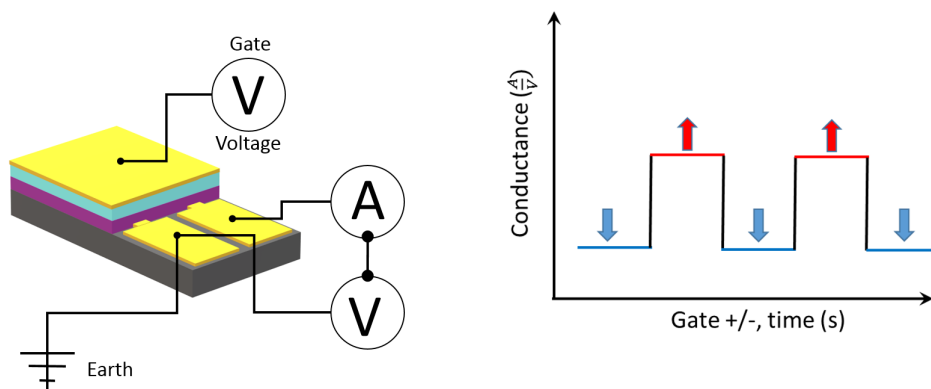 Gate
V
Voltage
A
V
Earth
Conductance (A/V)
Gate +/-, time (s)